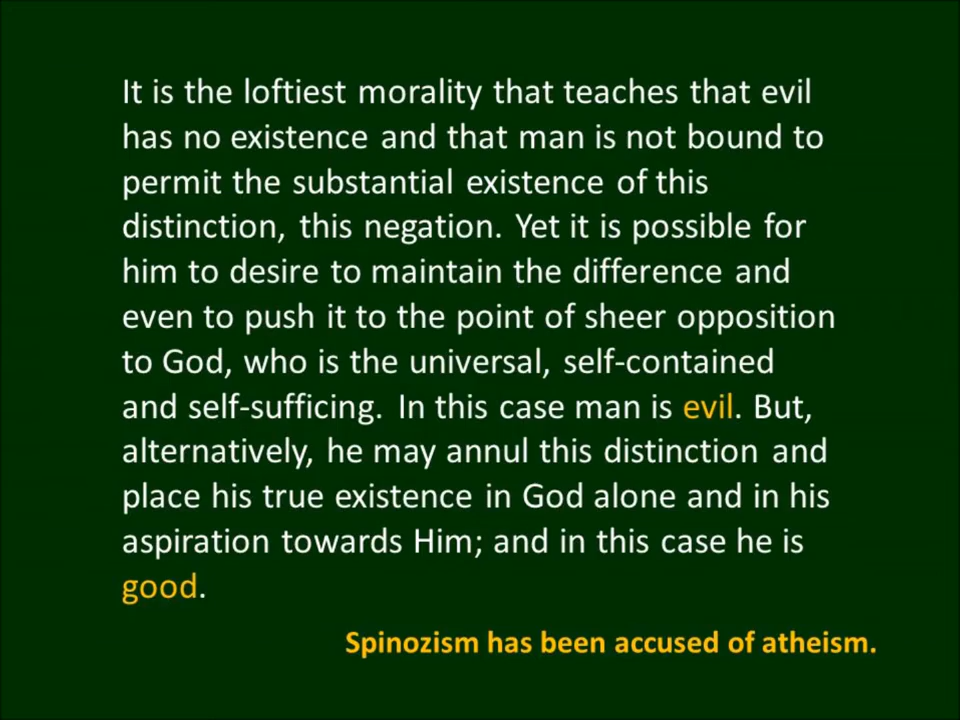 It is the loftiest morality that teaches that evil
has no existence and that man is not bound to
permit the substantial existence of this
distinction, this negation. Yet it is possible for
him to desire to maintain the difference and
even to push it to the point of sheer opposition
to God, who is the universal, self-contained
and self-sufficing. In this case man is evil. But,
alternatively, he may annul this distinction and
place his true existence in God alone and in his
aspiration towards Him; and in this case he is
good.
Spinozism has been accused of atheism.